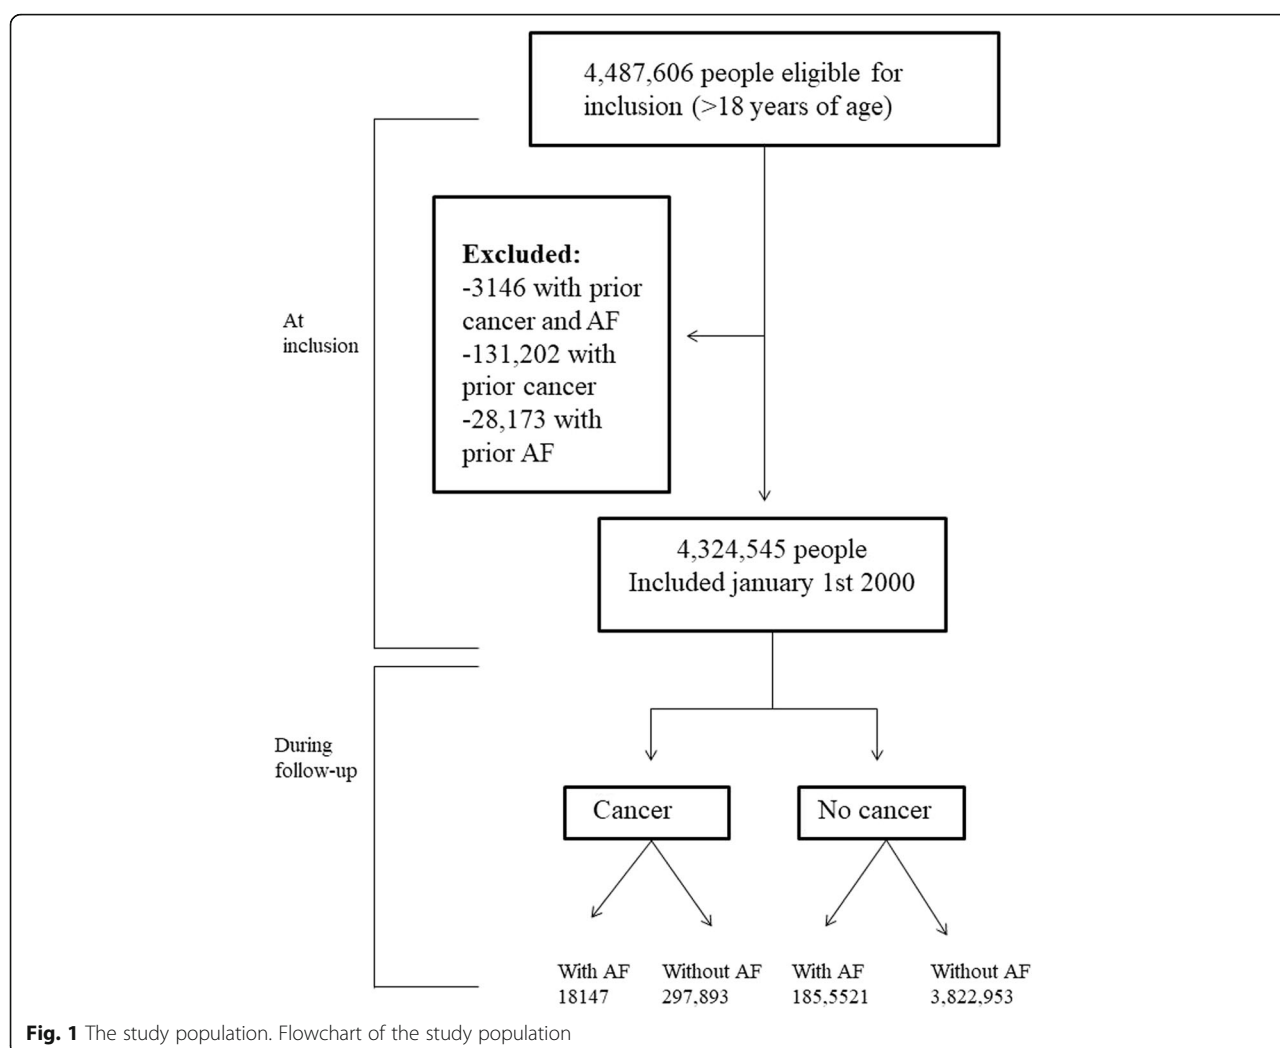 4,487,606 people eligible for
inclusion (>18 years of age)
Excluded:
-3146 with prior
cancer and AF
-131,202 with
prior cancer
-28,173 with
prior AF
At
inclusion
4,324,545 people
Included january 1st 2000
During
follow-up
Cancer
No cancer
With AF
18147
Without AF
297,893
With AF
185,5521
Without AF
3,822,953
Fig. 1 The study population. Flowchart of the study population